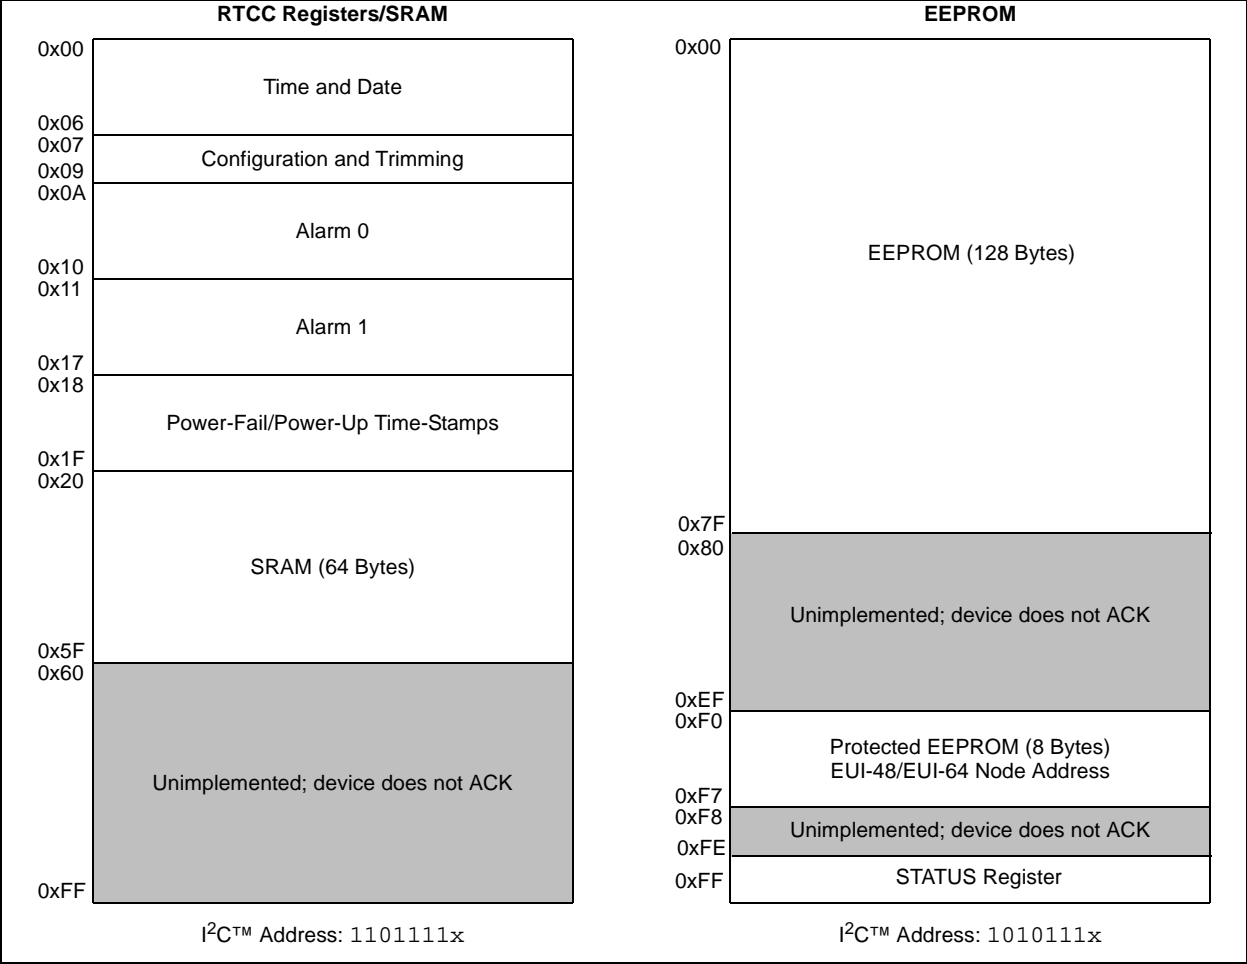 RTCC Registers/SRAM
0x00
Time and Date
0x06
0x07
Configuration and Trimming
0x09
0x0A
Alarm 0
0x10
0x11
Alarm 1
0x17
0x18
Power-Fail/Power-Up Time-Stamps
0x1F
0x20
SRAM (64 Bytes)
0x5F
0x60
Unimplemented; device does not ACK
0xFF
I²C™ Address: 1101111x
EEPROM
0x00
EEPROM (128 Bytes)
0x7F
0x80
Unimplemented; device does not ACK
0xEF
0xF0
Protected EEPROM (8 Bytes)
EUI-48/EUI-64 Node Address
0xF7
0xF8
Unimplemented; device does not ACK
0xFE
0xFF
STATUS Register
I²C™ Address: 1010111x